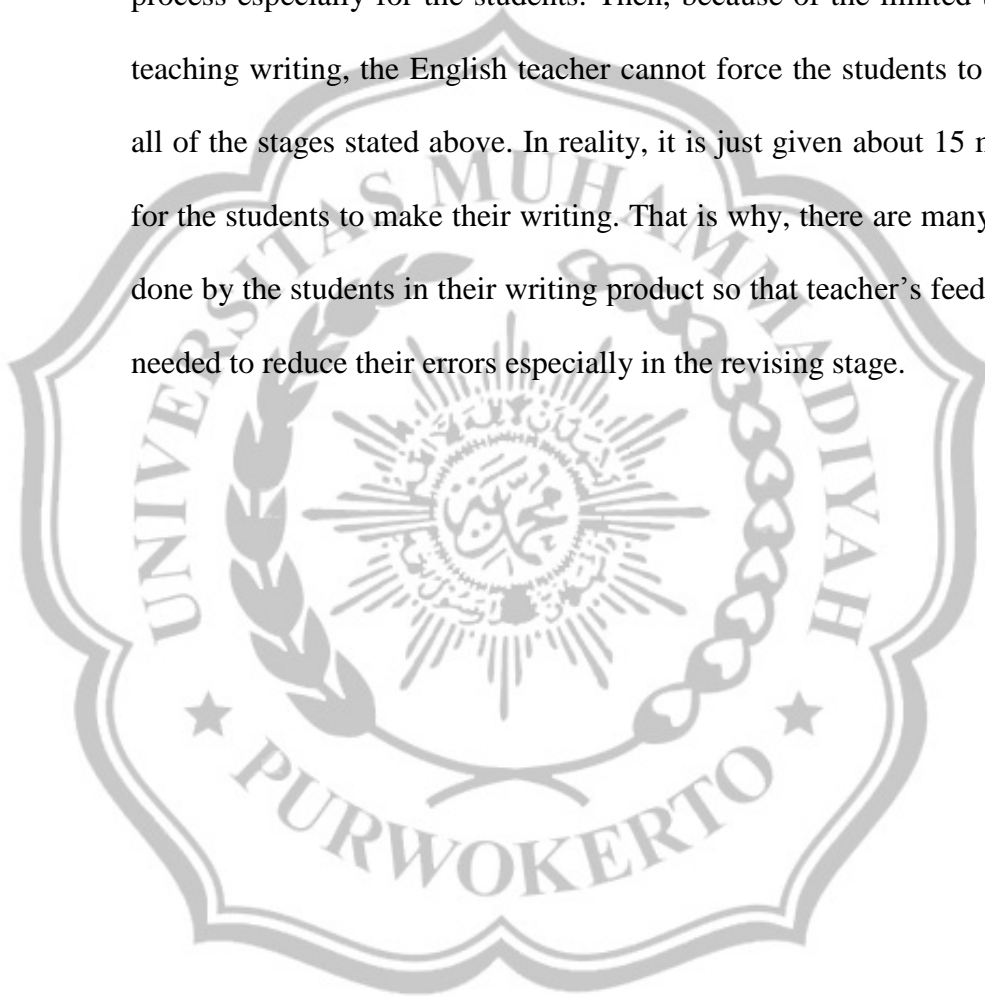 process especially for the students. Then, because of the limited
teaching writing, the English teacher cannot force the students to
all of the stages stated above. In reality, it is just given about 15
for the students to make their writing. That is why, there are many
done by the students in their writing product so that teacher's
needed to reduce their errors especially in the revising stage.
UNIVERSITAS MUHAMMADIYAH
PURWOKERTO